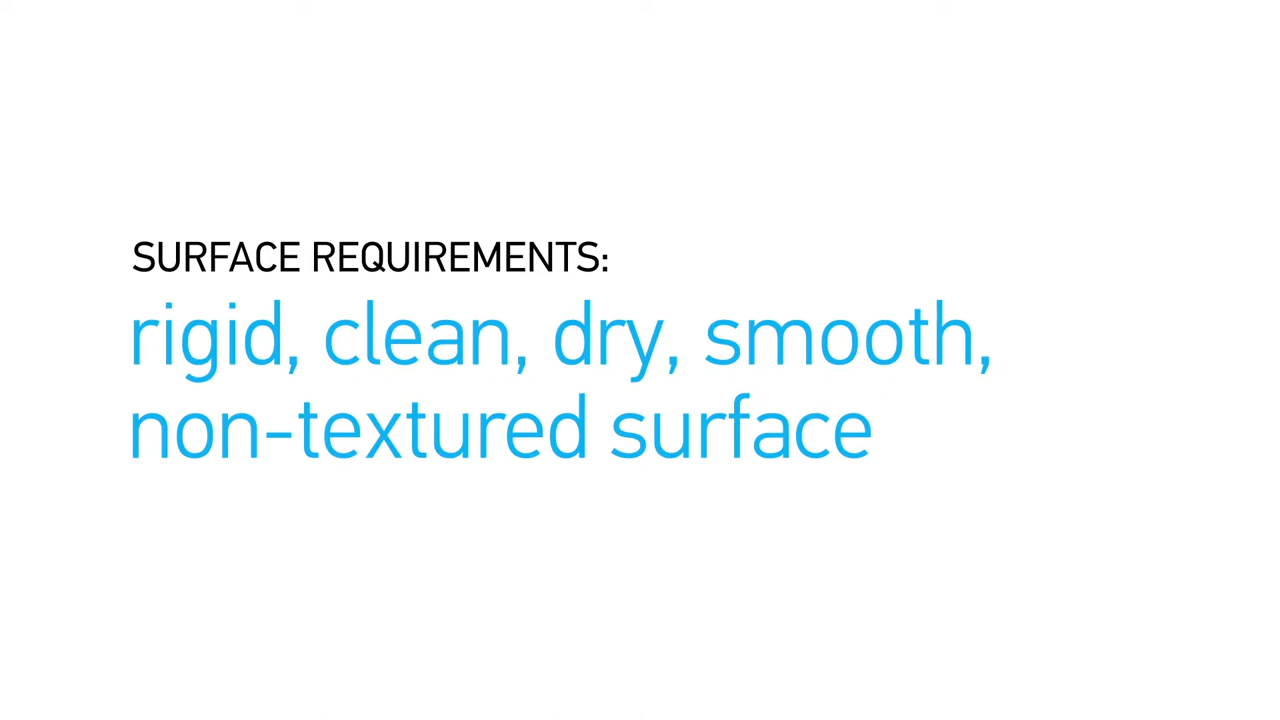 SURFACE REQUIREMENTS:
rigid, clean, dry, smooth,
non-textured surface